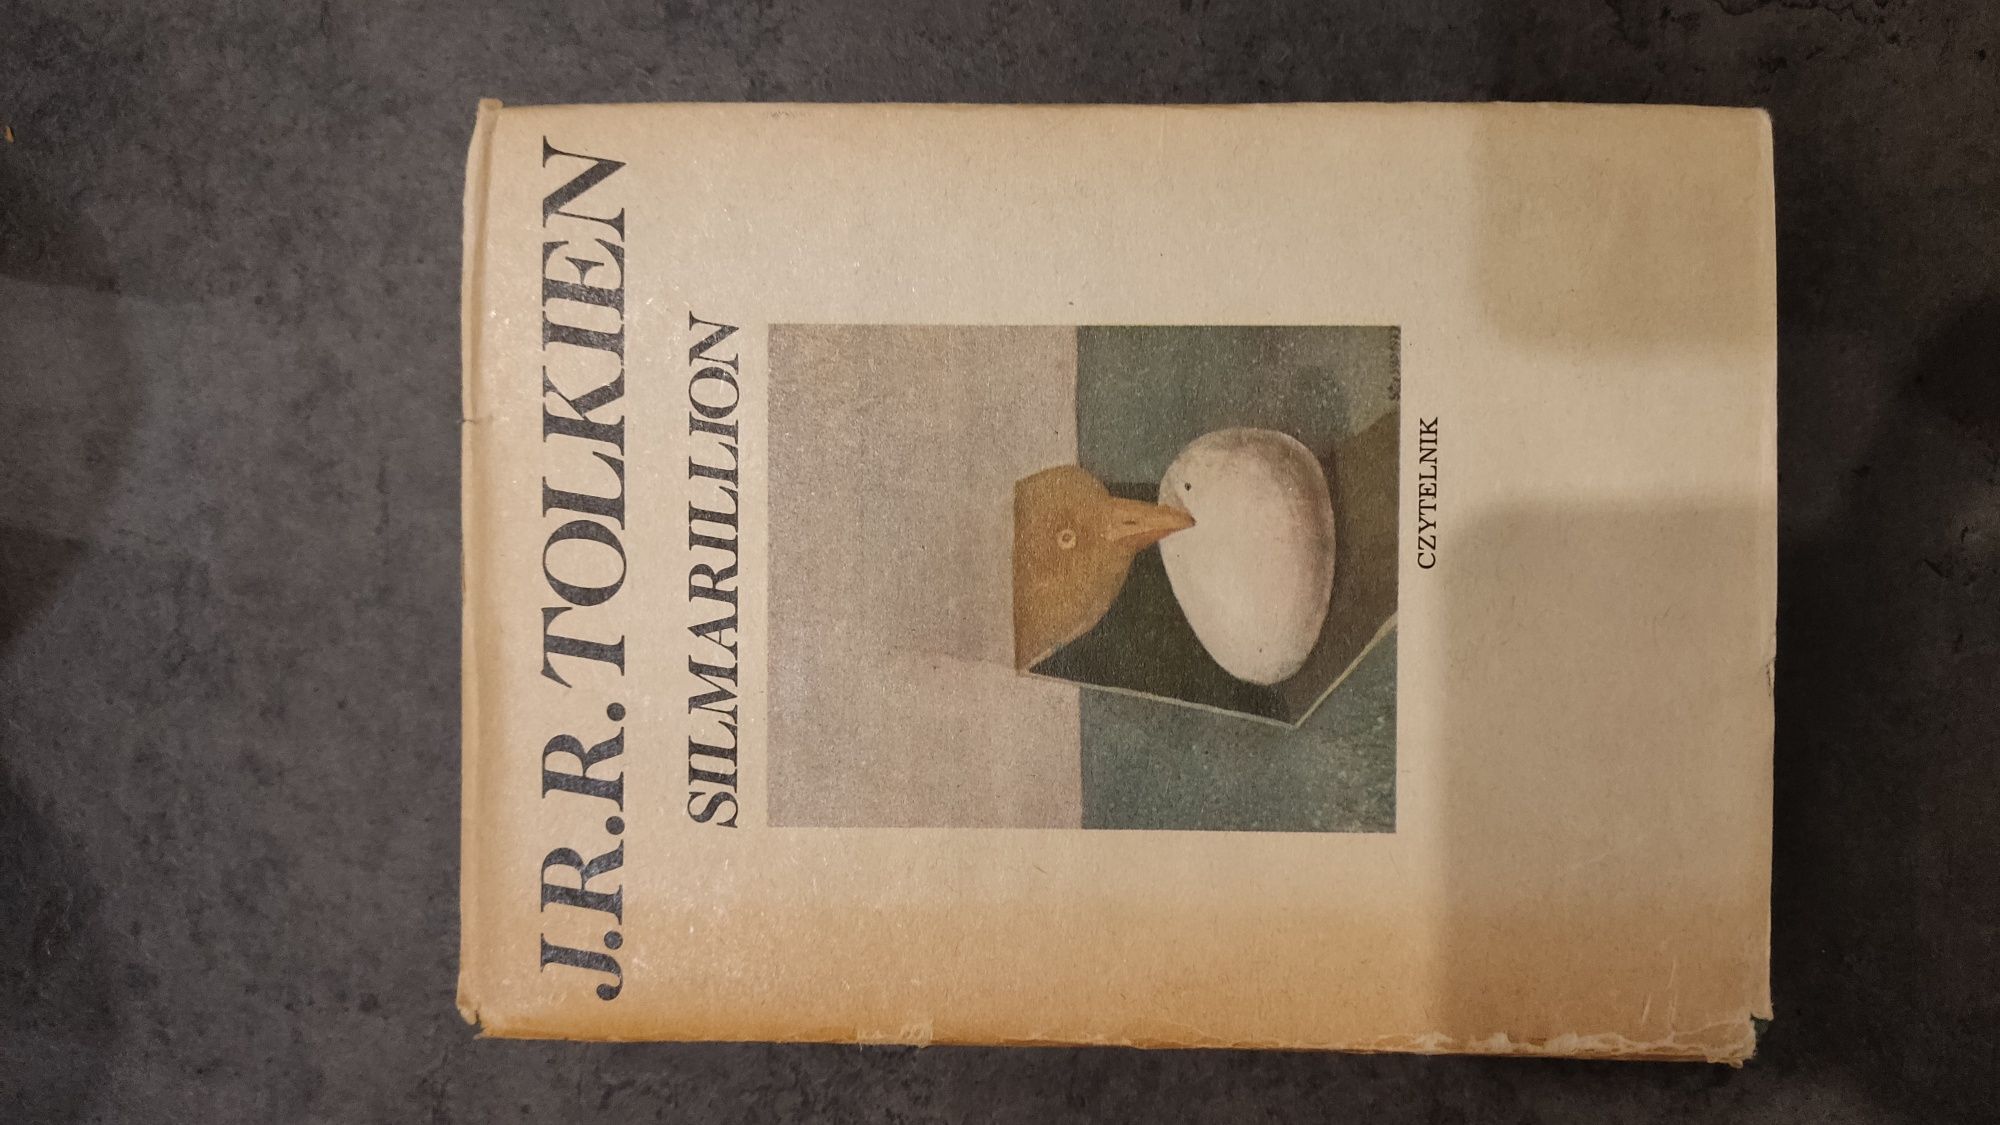 J.R.R. TOLKIEN
SILMARILLION
CZYTELNIK